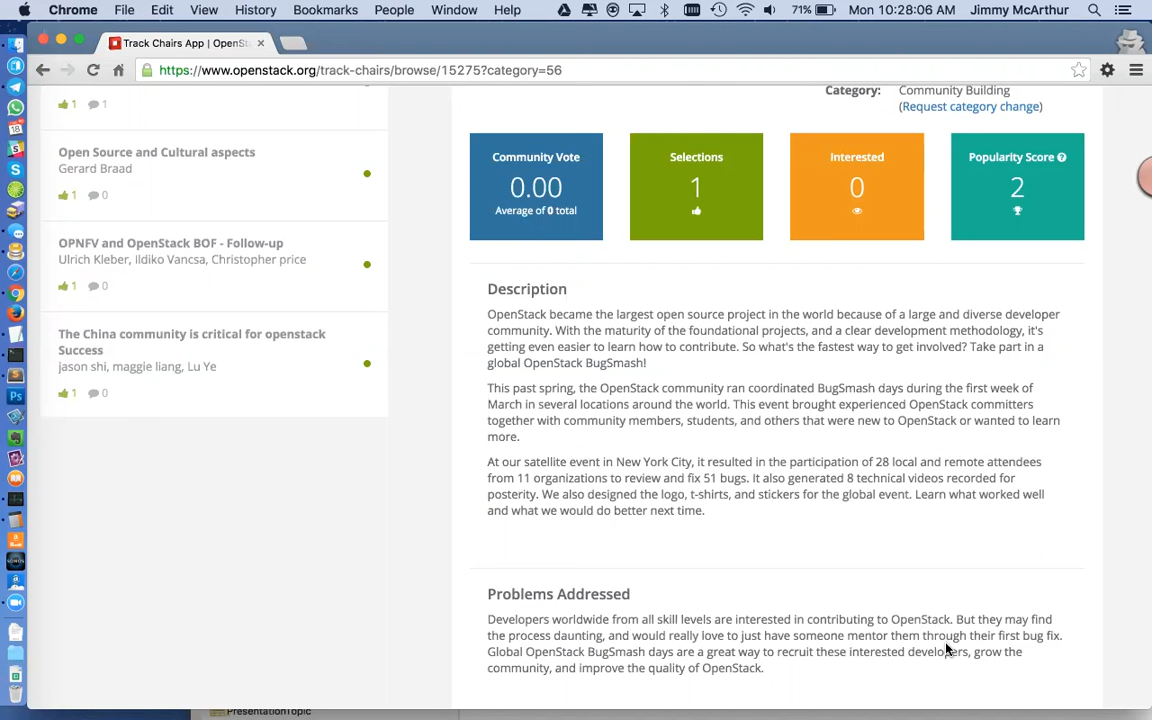 Chrome File Edit View History Bookmarks People Window Help 71% Mon 10:28:06 AM Jimmy McArthur
Track Chairs App | OpenSta
https://www.openstack.org/track-chairs/browse/15275?category=56
1 1
Open Source and Cultural aspects
Gerard Braad
1 0
OPNFV and OpenStack BOF - Follow-up
Ulrich Kleber, Ildiko Vancsa, Christopher price
1 0
The China community is critical for openstack
Success
jason shi, maggie liang, Lu Ye
1 0
Category: Community Building
(Request category change)
Community Vote
0.00
Average of 0 total
Selections
1
Interested
0
Popularity Score
2
Description
OpenStack became the largest open source project in the world because of a large and diverse developer
community. With the maturity of the foundational projects, and a clear development methodology, it's
getting even easier to learn how to contribute. So what's the fastest way to get involved? Take part in a
global OpenStack BugSmash!
This past spring, the OpenStack community ran coordinated BugSmash days during the first week of
March in several locations around the world. This event brought experienced OpenStack committers
together with community members, students, and others that were new to OpenStack or wanted to learn
more.
At our satellite event in New York City, it resulted in the participation of 28 local and remote attendees
from 11 organizations to review and fix 51 bugs. It also generated 8 technical videos recorded for
posterity. We also designed the logo, t-shirts, and stickers for the global event. Learn what worked well
and what we would do better next time.
Problems Addressed
Developers worldwide from all skill levels are interested in contributing to OpenStack. But they may find
the process daunting, and would really love to just have someone mentor them through their first bug fix.
Global OpenStack BugSmash days are a great way to recruit these interested developers, grow the
community, and improve the quality of OpenStack.
PresentationTopic